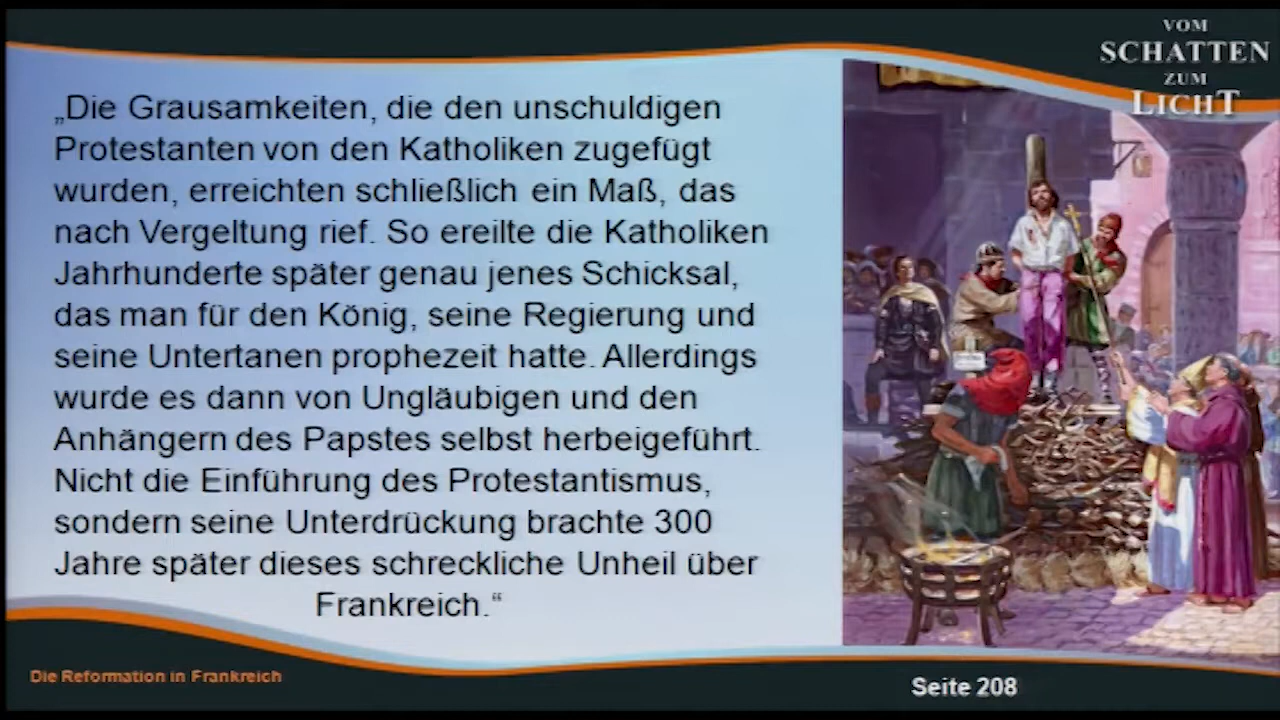 VOM
SCHATTEN
ZUM
LICHT
„Die Grausamkeiten, die den unschuldigen
Protestanten von den Katholiken zugefügt
wurden, erreichten schließlich ein Maß, das
nach Vergeltung rief. So ereilte die Katholiken
Jahrhunderte später genau jenes Schicksal,
das man für den König, seine Regierung und
seine Untertanen prophezeit hatte. Allerdings
wurde es dann von Ungläubigen und den
Anhängern des Papstes selbst herbeigeführt.
Nicht die Einführung des Protestantismus,
sondern seine Unterdrückung brachte 300
Jahre später dieses schreckliche Unheil über
Frankreich.“
Die Reformation in Frankreich
Seite 208